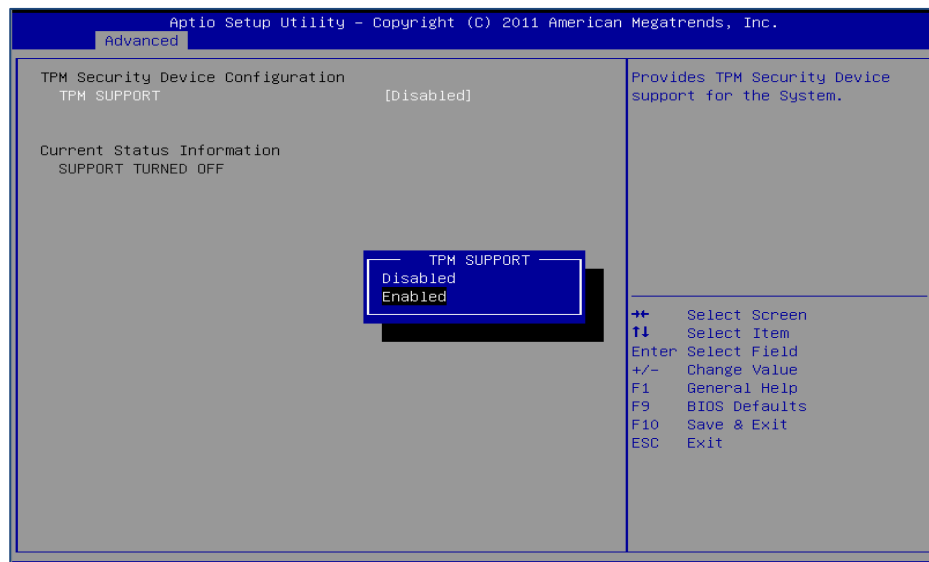 Aptio Setup Utility – Copyright (C) 2011 American Megatrends, Inc.
Advanced
TPM Security Device Configuration
TPM SUPPORT [Disabled]
Current Status Information
SUPPORT TURNED OFF
TPM SUPPORT
Disabled
Enabled
Provides TPM Security Device
support for the System.
→← Select Screen
↑↓ Select Item
Enter Select Field
+/- Change Value
F1 General Help
F9 BIOS Defaults
F10 Save & Exit
ESC Exit